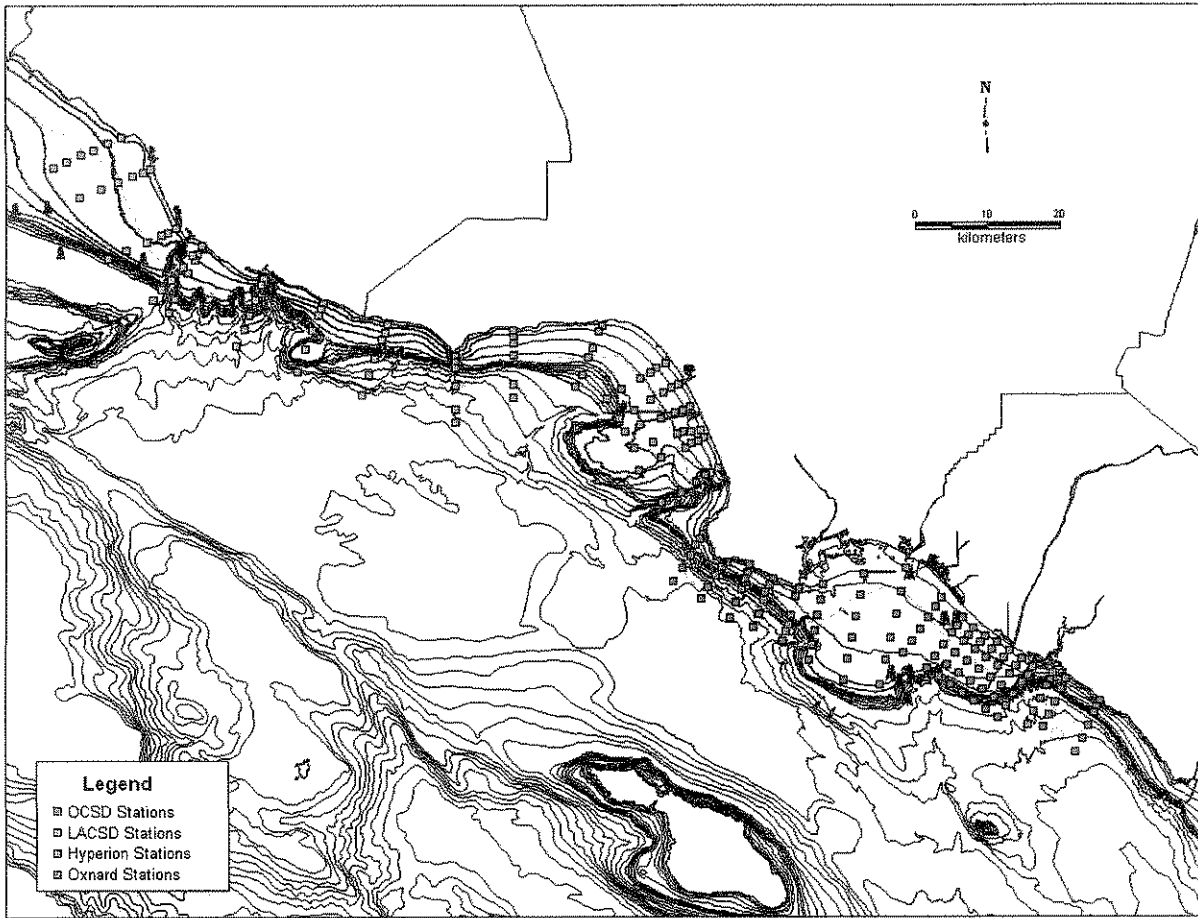 N
0 10 20
kilometers
Legend
OCSD Stations
LACSD Stations
Hyperion Stations
Oxnard Stations